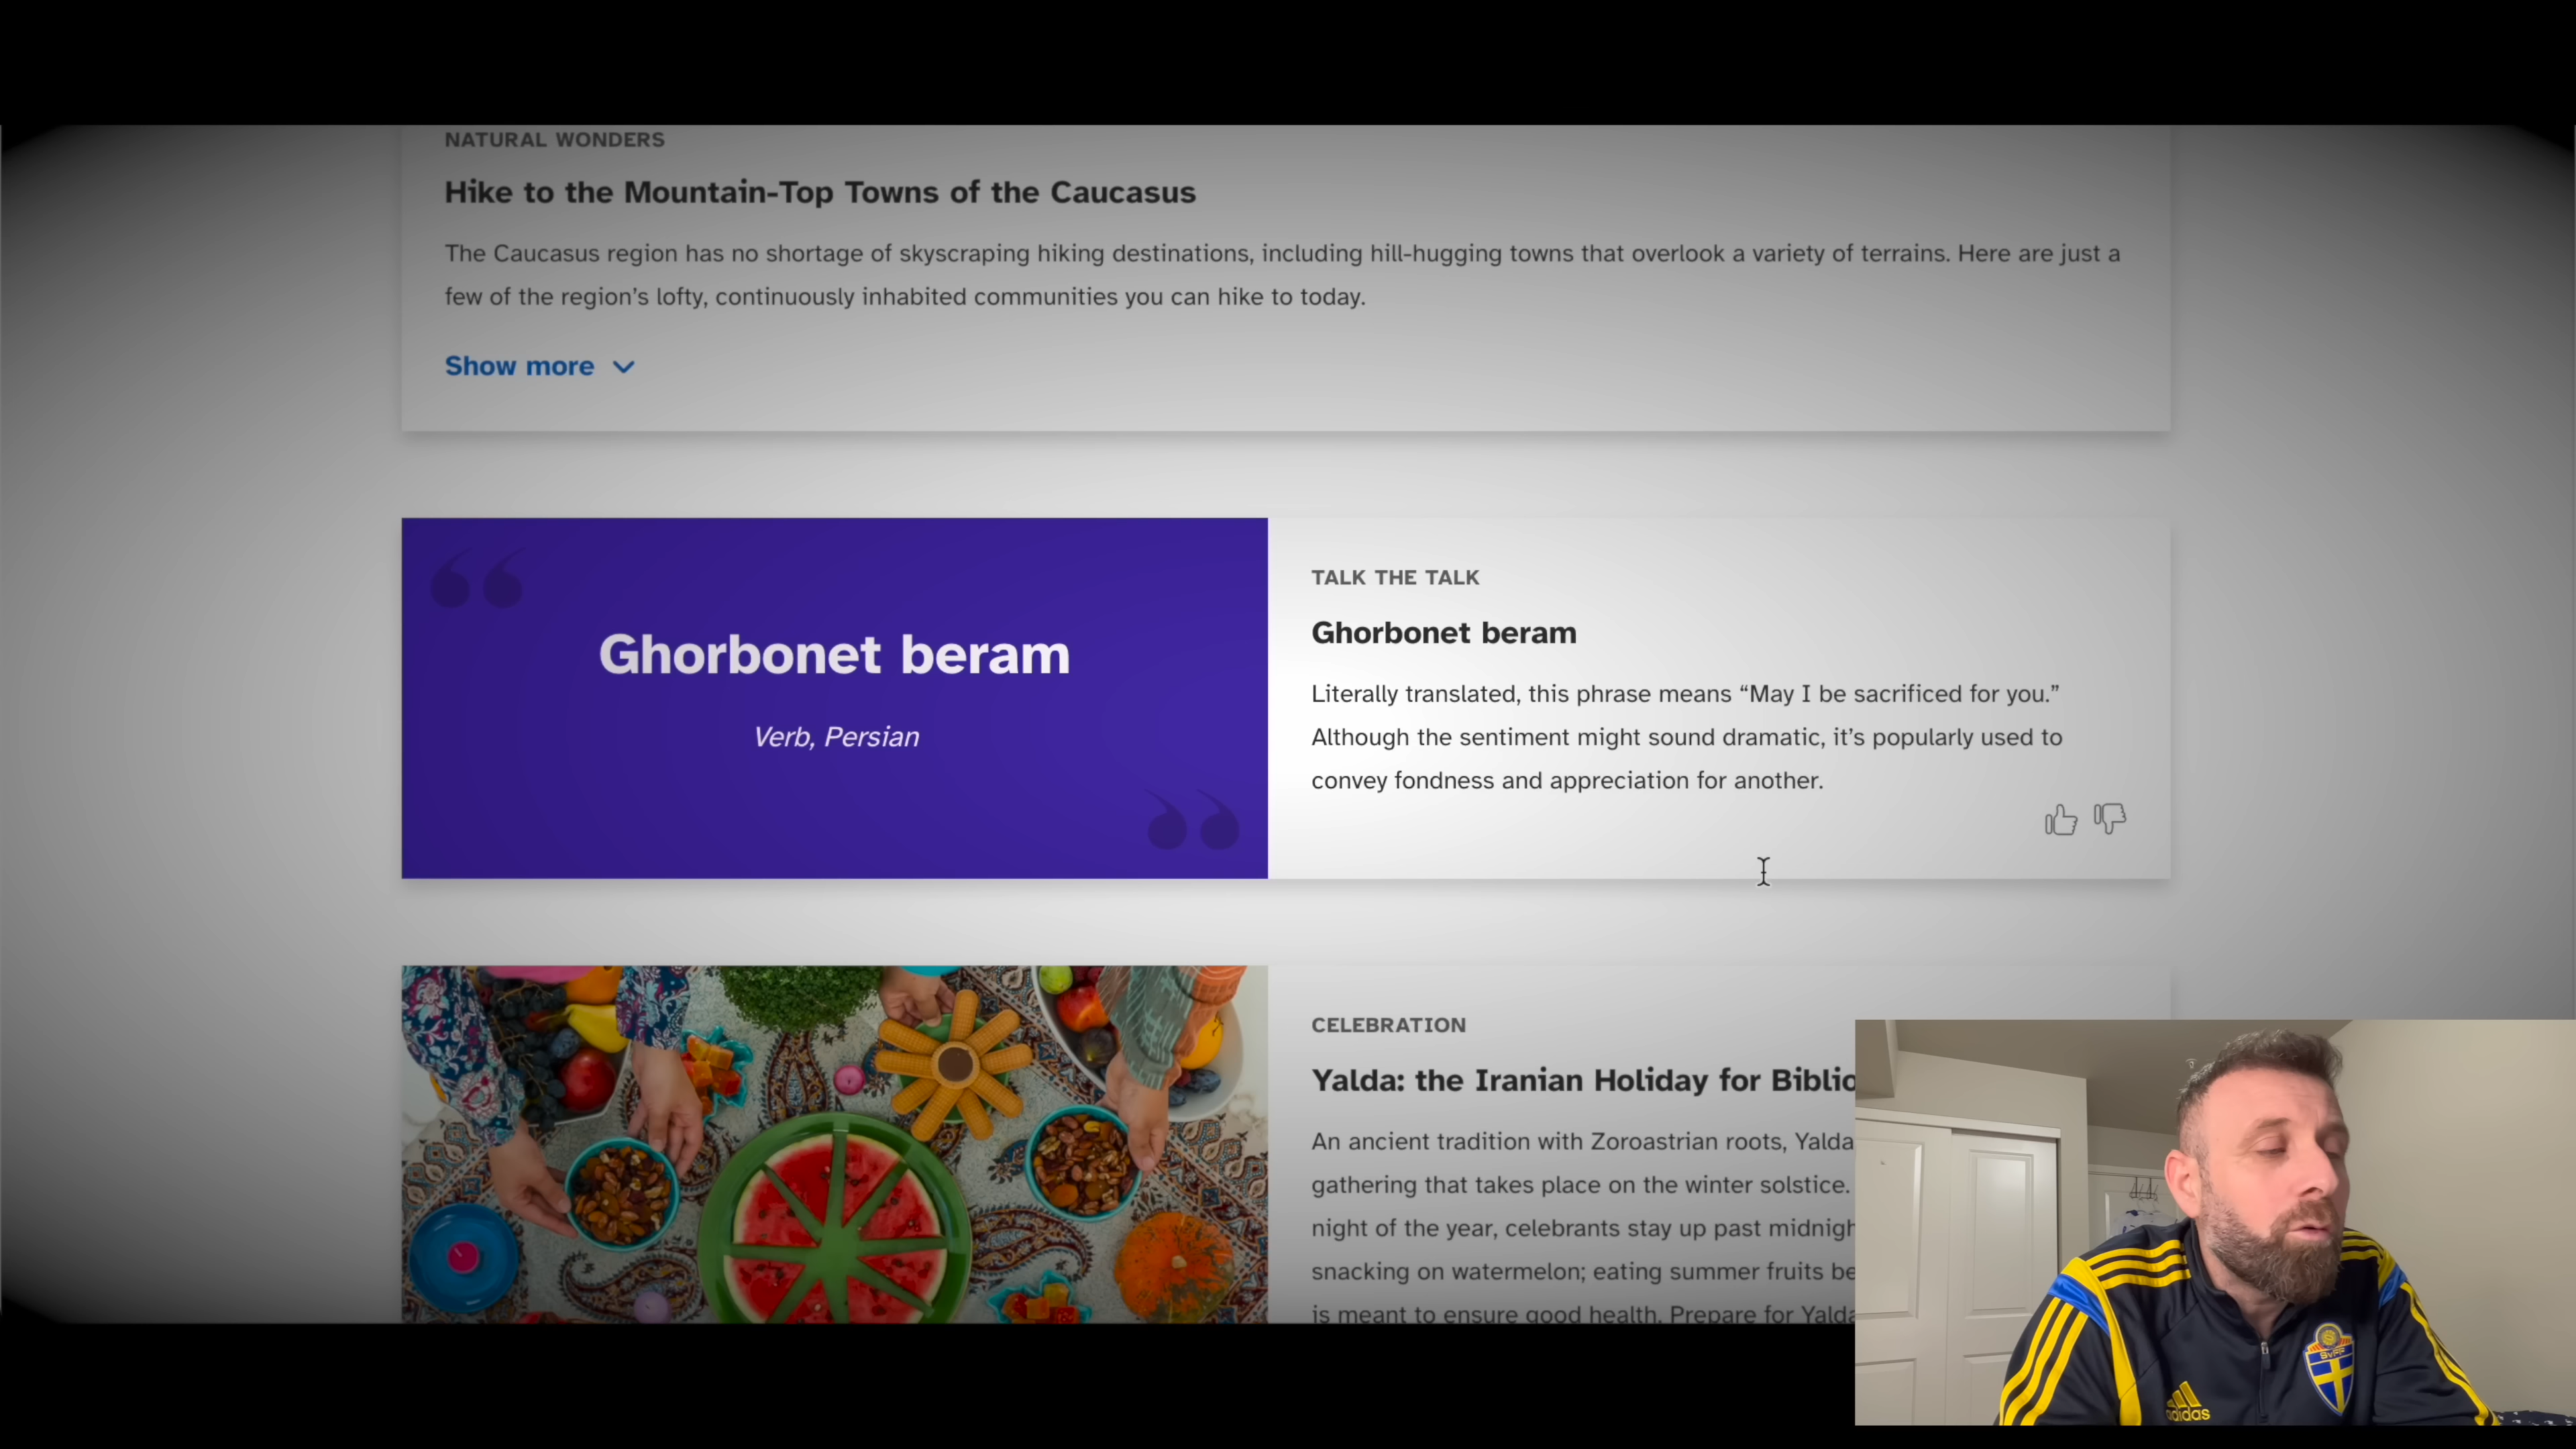 NATURAL WONDERS
Hike to the Mountain-Top Towns of the Caucasus
The Caucasus region has no shortage of skyscraping hiking destinations, including hill-hugging towns that overlook a variety of terrains. Here are just a
few of the region’s lofty, continuously inhabited communities you can hike to today.
Show more
Ghorbonet beram
Verb, Persian
TALK THE TALK
Ghorbonet beram
Literally translated, this phrase means “May I be sacrificed for you.”
Although the sentiment might sound dramatic, it’s popularly used to
convey fondness and appreciation for another.
CELEBRATION
Yalda: the Iranian Holiday for Biblio
An ancient tradition with Zoroastrian roots, Yalda
gathering that takes place on the winter solstice.
night of the year, celebrants stay up past midnigh
snacking on watermelon; eating summer fruits be
is meant to ensure good health. Prepare for Yalda
SvFF
adidas